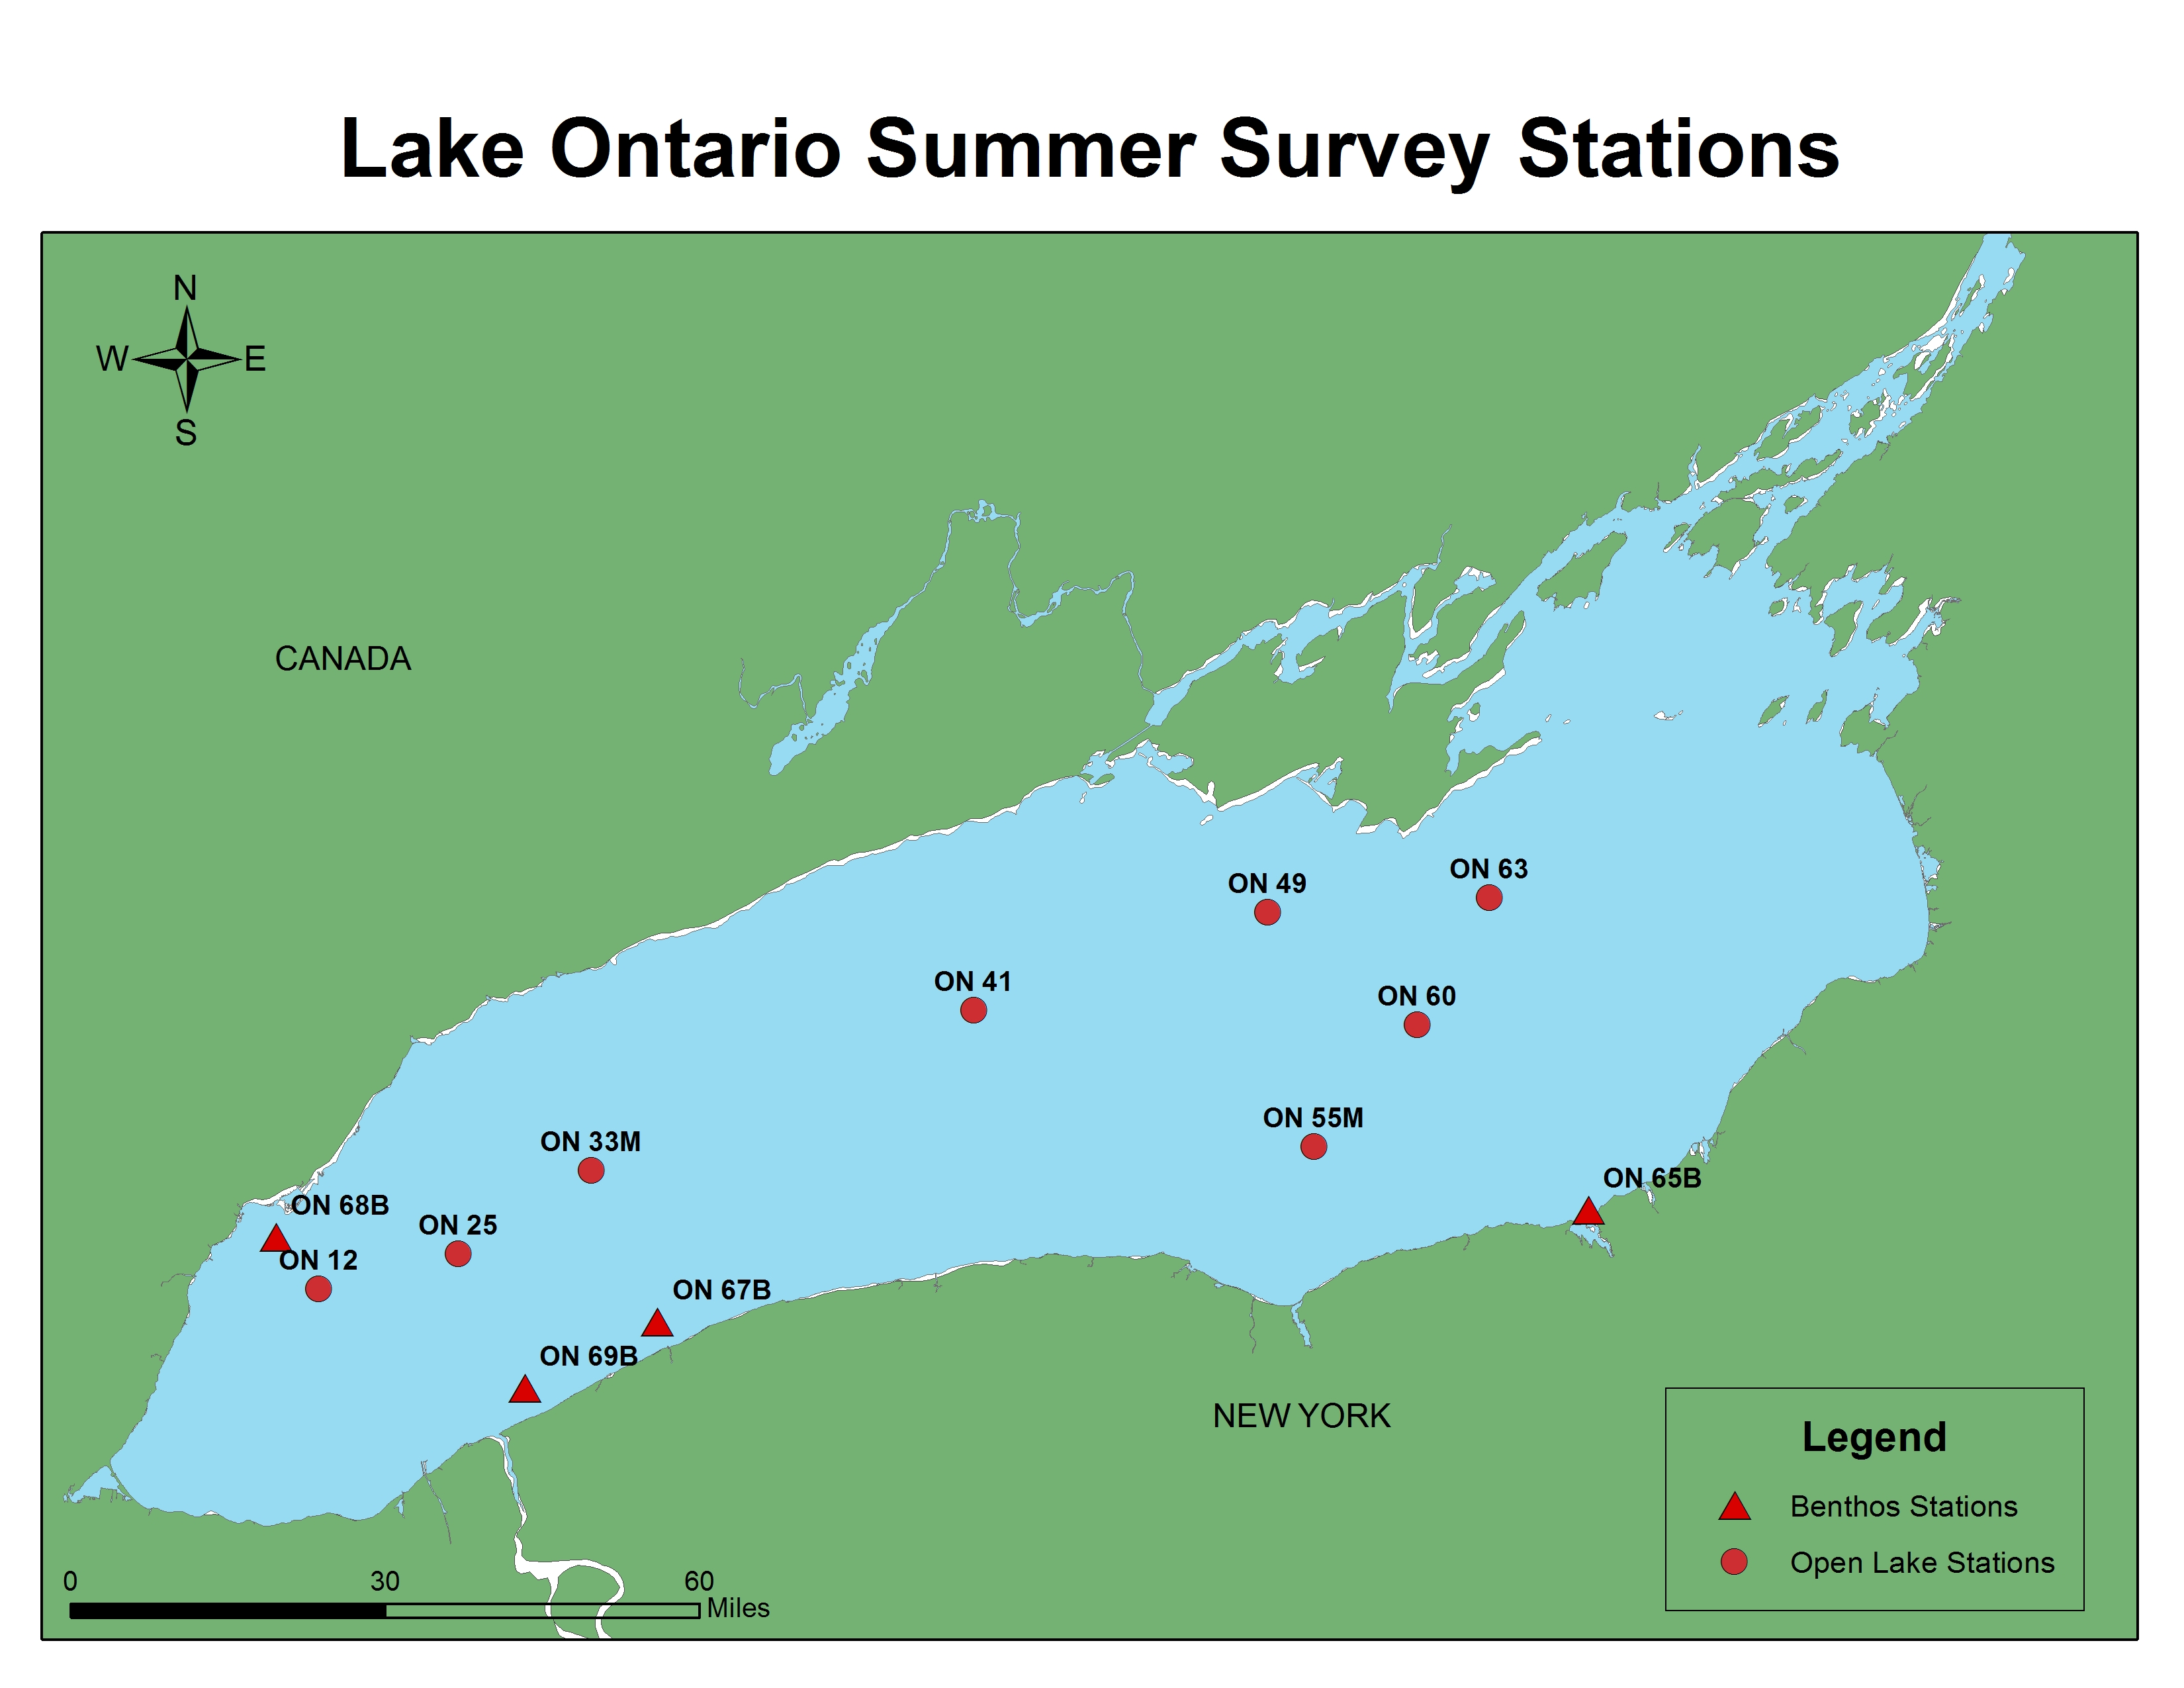 Lake Ontario Summer Survey Stations
N
W E
S
CANADA
ON 63
ON 49
ON 41
ON 60
ON 55M
ON 33M
ON 65B
ON 68B
ON 25
ON 12
ON 67B
ON 69B
NEW YORK
Legend
Benthos Stations
Open Lake Stations
0 30 60
Miles